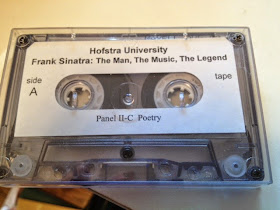 Hofstra University
Frank Sinatra: The Man, The Music, The Legend
side tape
A
Panel II-C Poetry